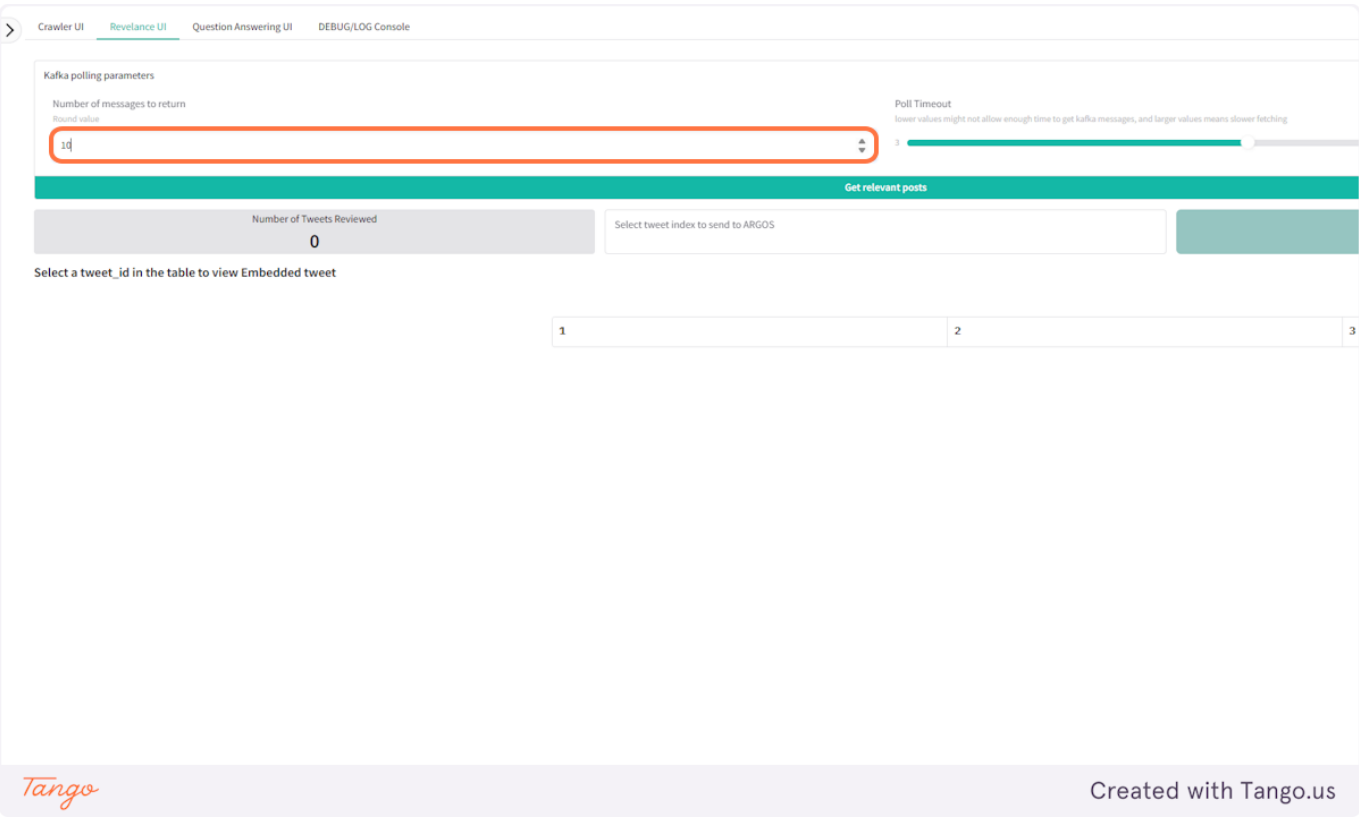 Crawler UI Revelance UI Question Answering UI DEBUG/LOG Console
Kafka polling parameters
Number of messages to return
Round value
10
Poll Timeout
lower values might not allow enough time to get kafka messages, and larger values means slower fetching
3
Get relevant posts
Number of Tweets Reviewed
0
Select tweet index to send to ARGOS
Select a tweet_id in the table to view Embedded tweet
1 2 3
Tango
Created with Tango.us